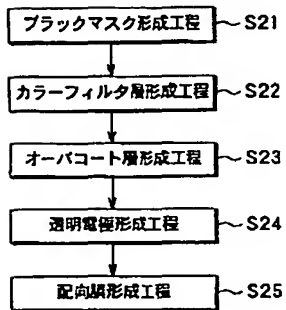 ブラックマスク形成工程 S21
カラーフィルタ層形成工程 S22
オーバコート層形成工程 S23
透明電極形成工程 S24
配向膜形成工程 S25